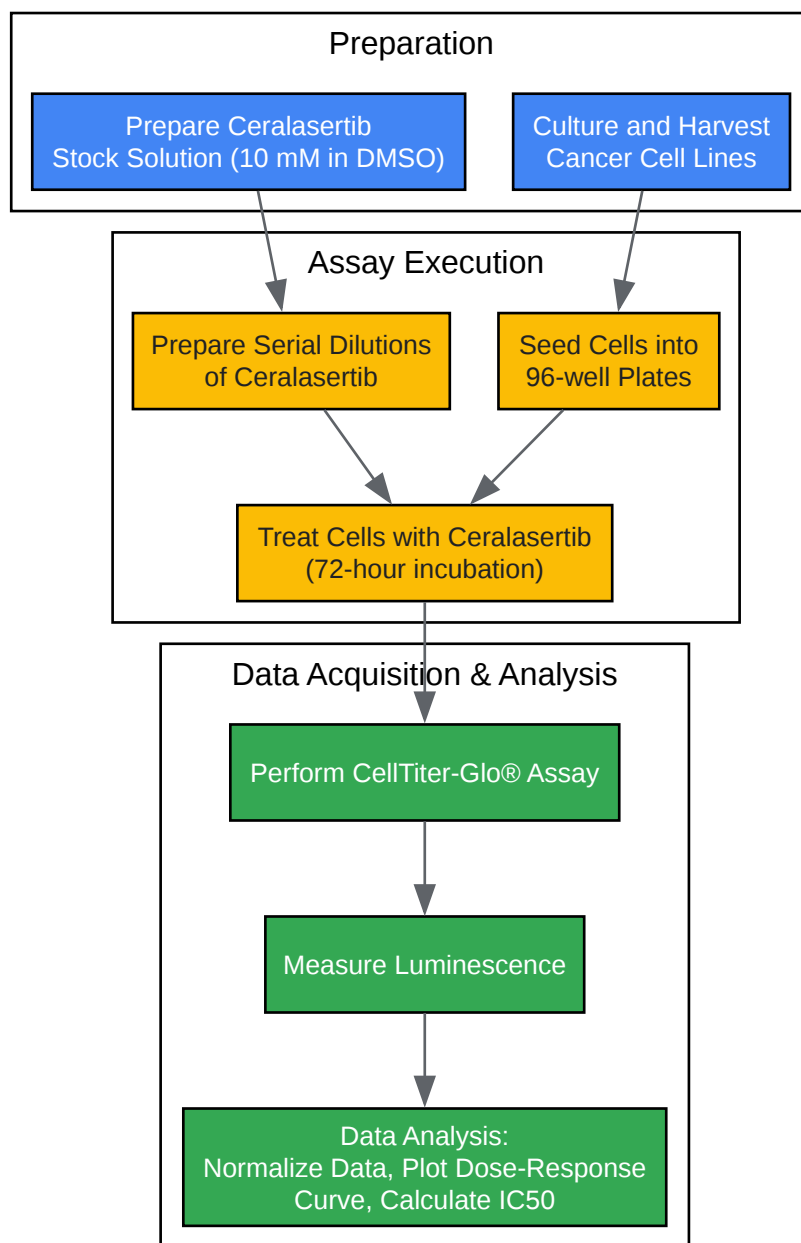 Preparation
Prepare Ceralasertib
Stock Solution (10 mM in DMSO)
Culture and Harvest
Cancer Cell Lines
Assay Execution
Prepare Serial Dilutions
of Ceralasertib
Seed Cells into
96-well Plates
Treat Cells with Ceralasertib
(72-hour incubation)
Data Acquisition & Analysis
Perform CellTiter-Glo® Assay
Measure Luminescence
Data Analysis:
Normalize Data, Plot Dose-Response
Curve, Calculate IC50